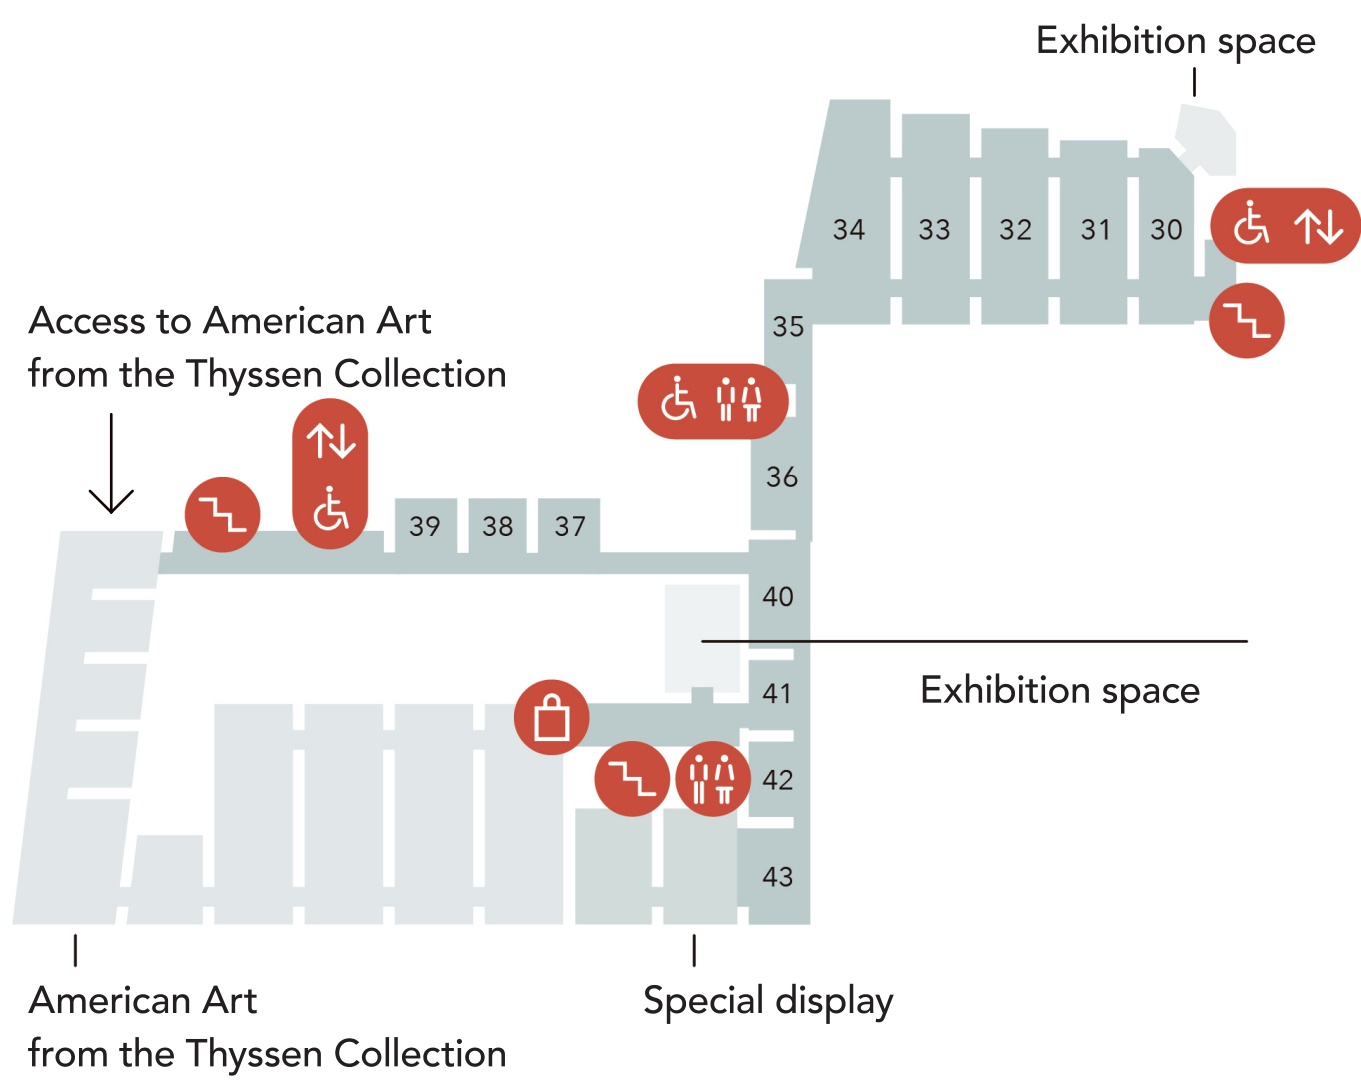 Exhibition space
34
33
32
31
30
Access to American Art
from the Thyssen Collection
35
36
39
38
37
40
Exhibition space
41
42
43
American Art
from the Thyssen Collection
Special display